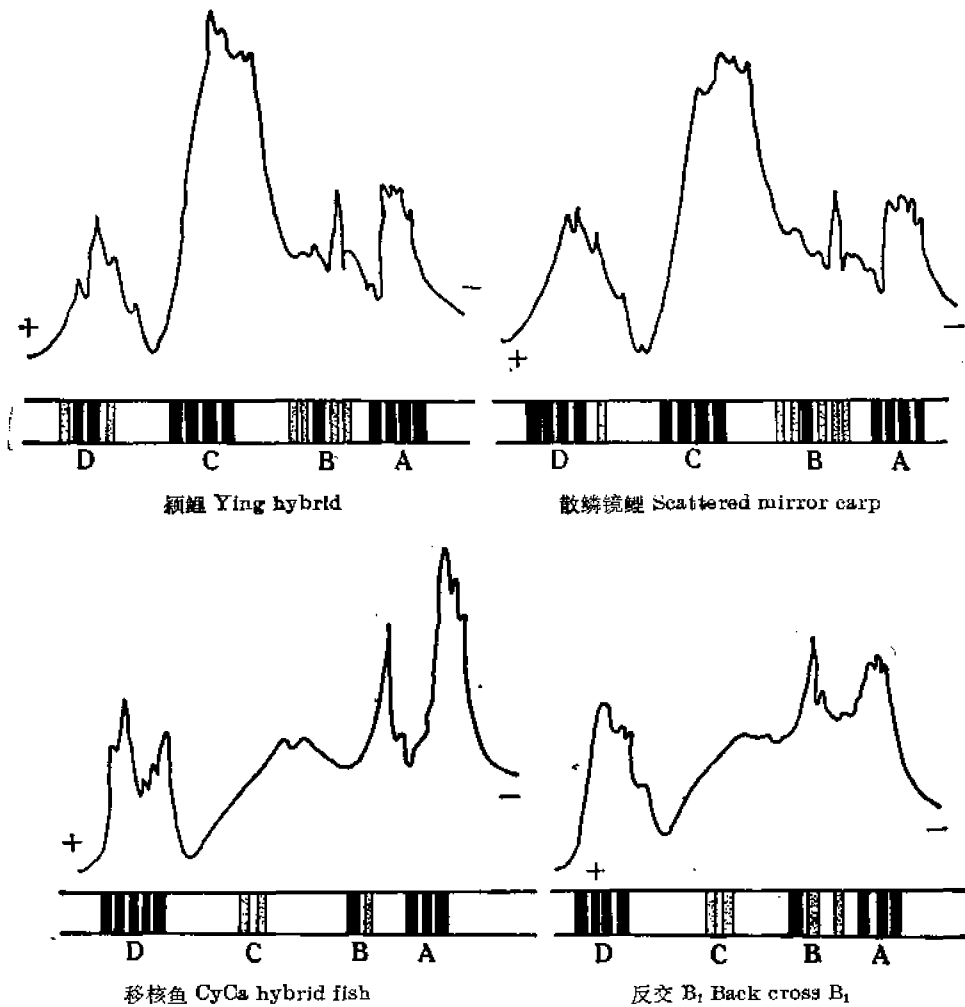 +
−
+
−
D C B A
D C B A
颖鲤 Ying hybrid
散鳞镜鲤 Scattered mirror carp
+
−
+
−
D C B A
D C B A
移核鱼 CyCa hybrid fish
反交 B₁ Back cross B₁